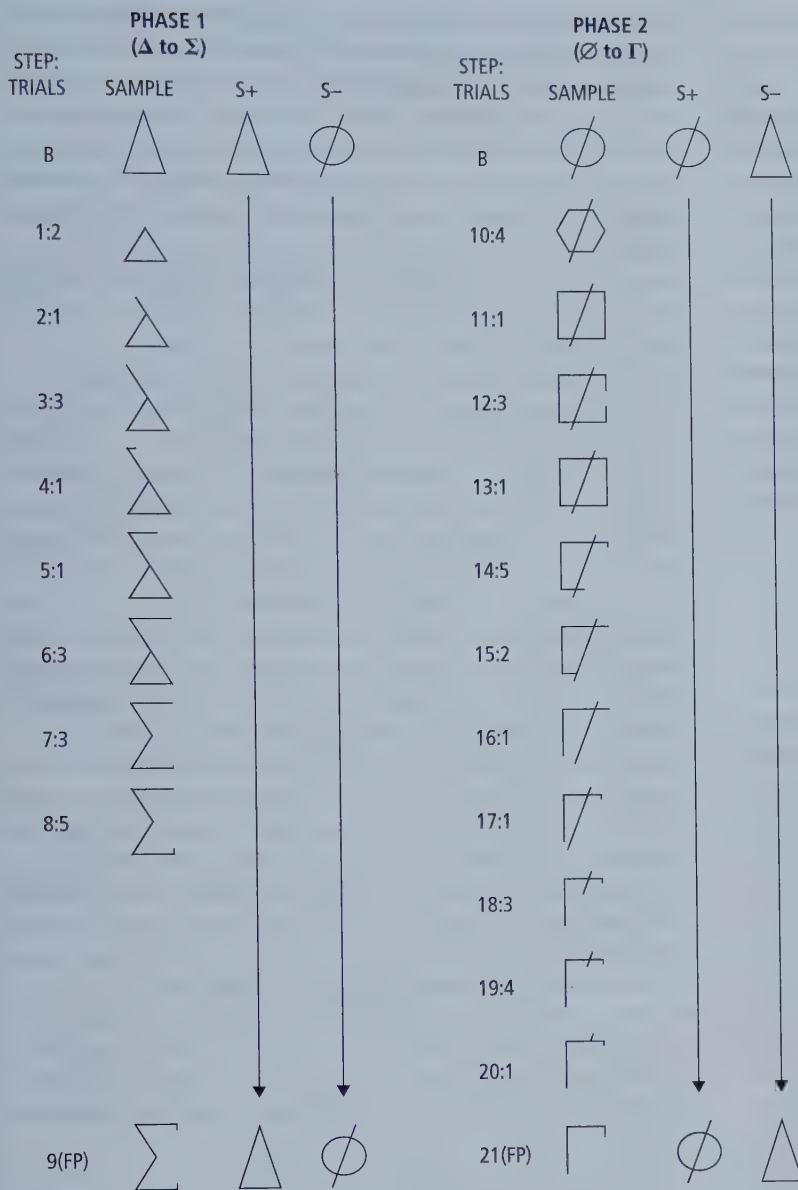 PHASE 1
(Δ to Σ)
STEP:
TRIALS SAMPLE S+ S–
B
1:2
2:1
3:3
4:1
5:1
6:3
7:3
8:5
9(FP)
PHASE 2
(Ø to Γ)
STEP:
TRIALS SAMPLE S+ S–
B
10:4
11:1
12:3
13:1
14:5
15:2
16:1
17:1
18:3
19:4
20:1
21(FP)